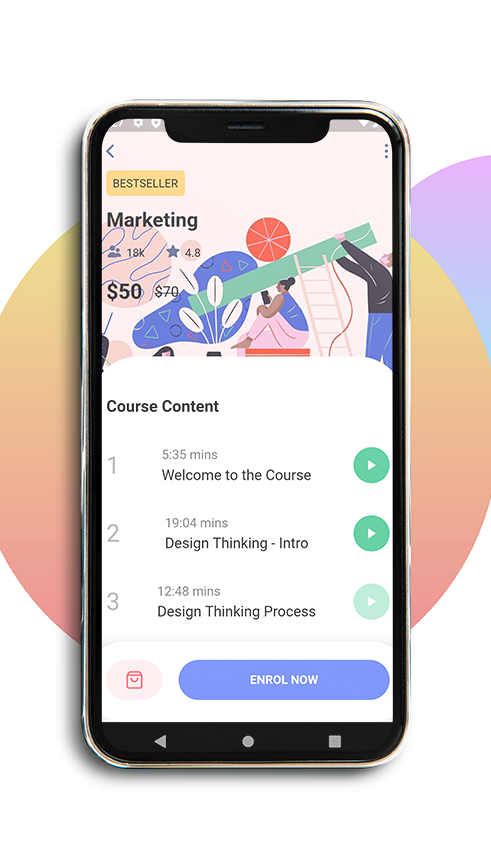 BESTSELLER
Marketing
18k 4.8
$50 $70
Course Content
5:35 mins
1
Welcome to the Course
19:04 mins
2
Design Thinking - Intro
12:48 mins
3
Design Thinking Process
ENROL NOW